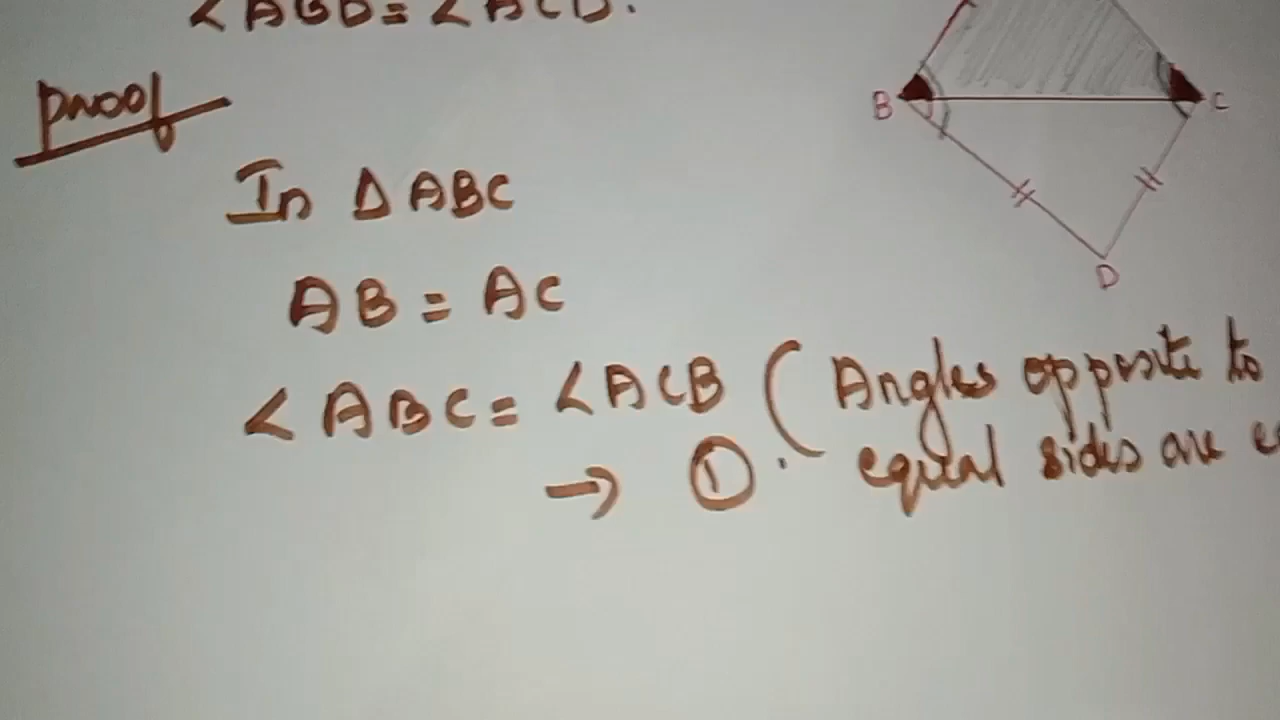 ∠ABD = ∠ACD.
Proof
B
C
In Δ ABC
D
AB = AC
∠ABC = ∠ACB (Angles opposite to
→ ①. equal sides are